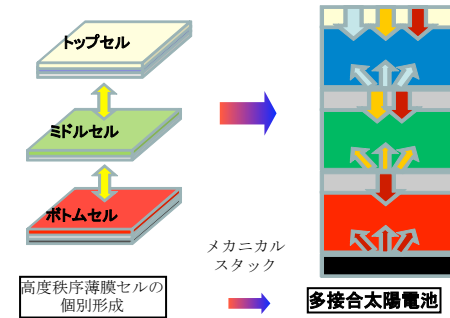 トップセル
ミドルセル
ボトムセル
メカニカル
スタック
高度秩序薄膜セルの
個別形成
多接合太陽電池